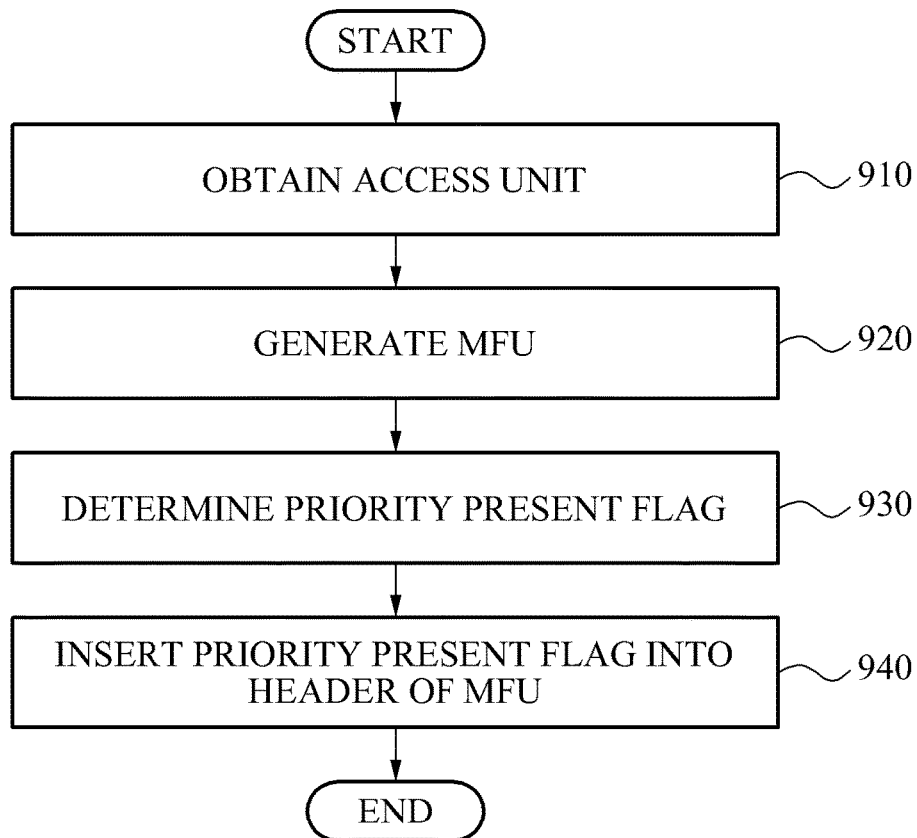 START
OBTAIN ACCESS UNIT
910
GENERATE MFU
920
DETERMINE PRIORITY PRESENT FLAG
930
INSERT PRIORITY PRESENT FLAG INTO
HEADER OF MFU
940
END